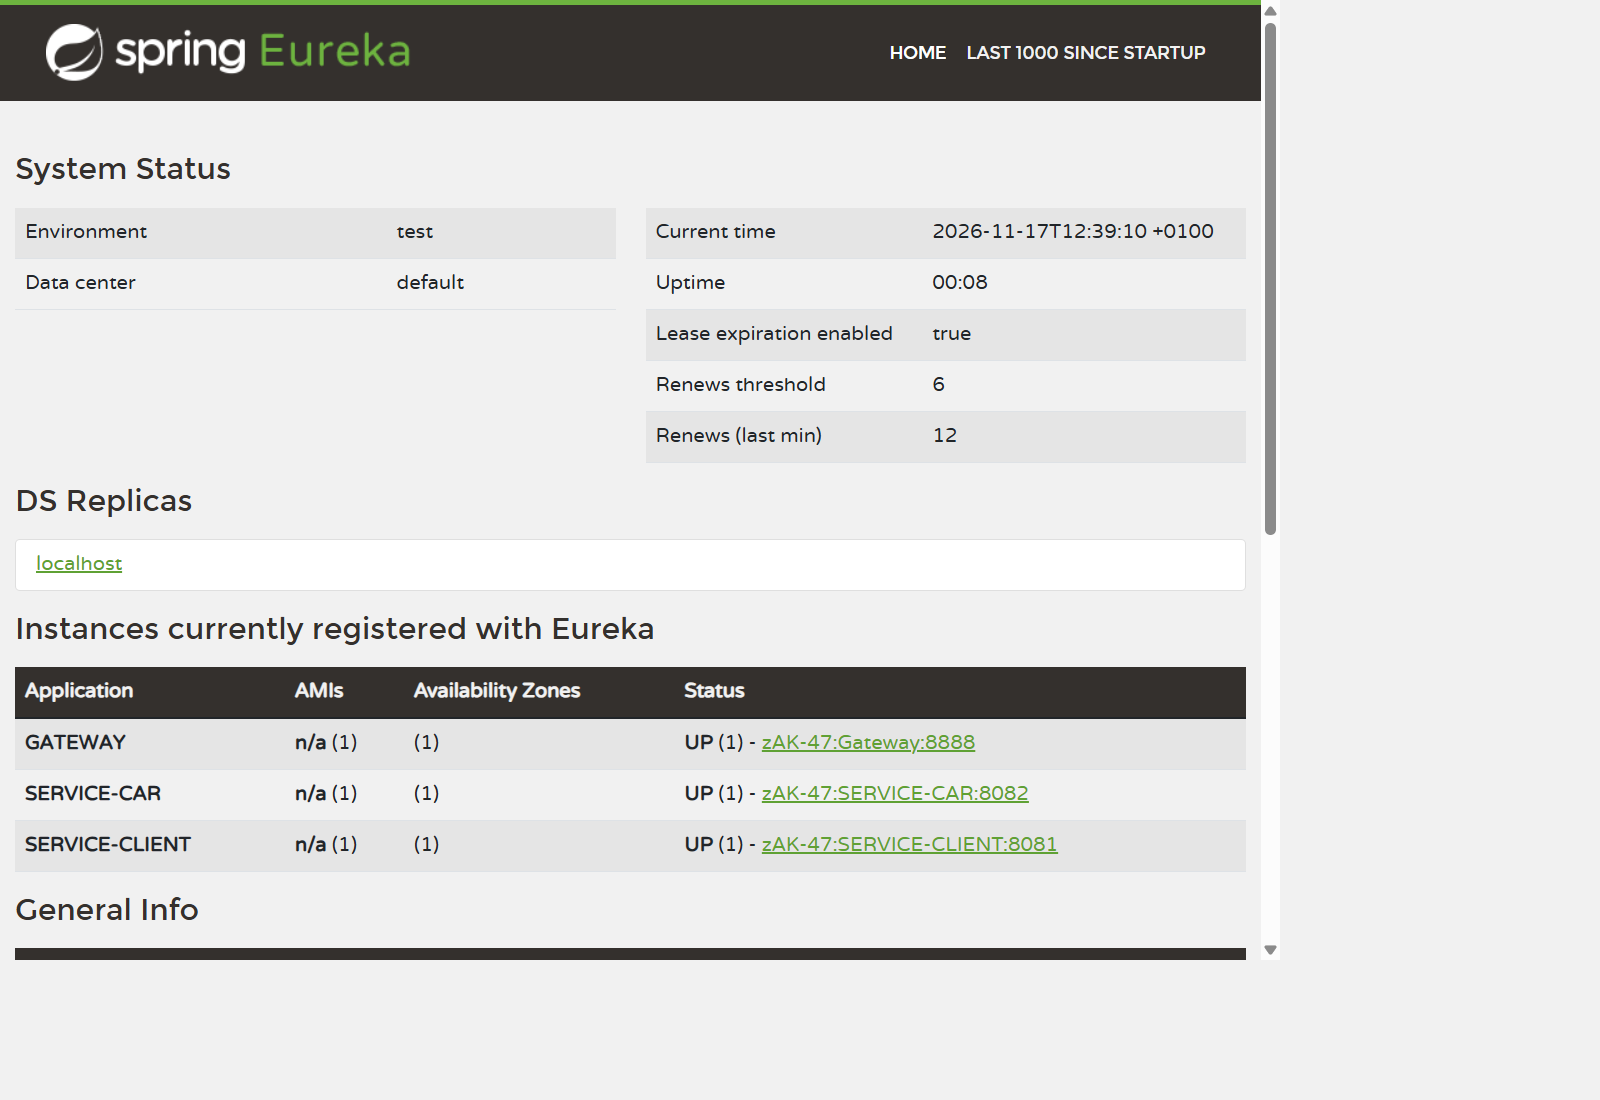 spring Eureka
HOME LAST 1000 SINCE STARTUP
System Status
Environment test
Data center default
Current time 2026-11-17T12:39:10 +0100
Uptime 00:08
Lease expiration enabled true
Renews threshold 6
Renews (last min) 12
DS Replicas
localhost
Instances currently registered with Eureka
Application AMIs Availability Zones Status
GATEWAY n/a (1) (1) UP (1) - zAK-47:Gateway:8888
SERVICE-CAR n/a (1) (1) UP (1) - zAK-47:SERVICE-CAR:8082
SERVICE-CLIENT n/a (1) (1) UP (1) - zAK-47:SERVICE-CLIENT:8081
General Info